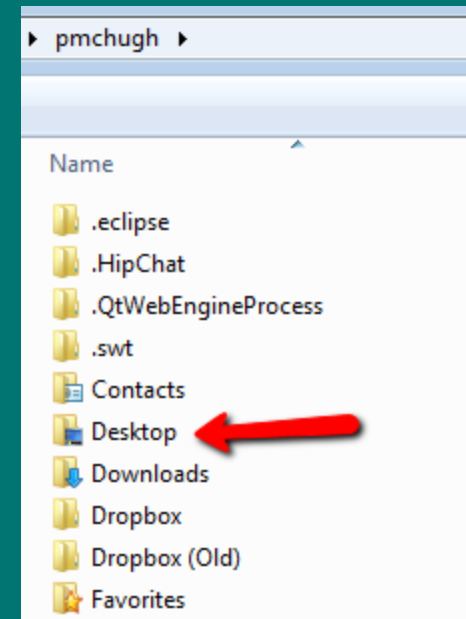 pmchugh
Name
.eclipse
.HipChat
.QtWebEngineProcess
.swt
Contacts
Desktop
Downloads
Dropbox
Dropbox (Old)
Favorites